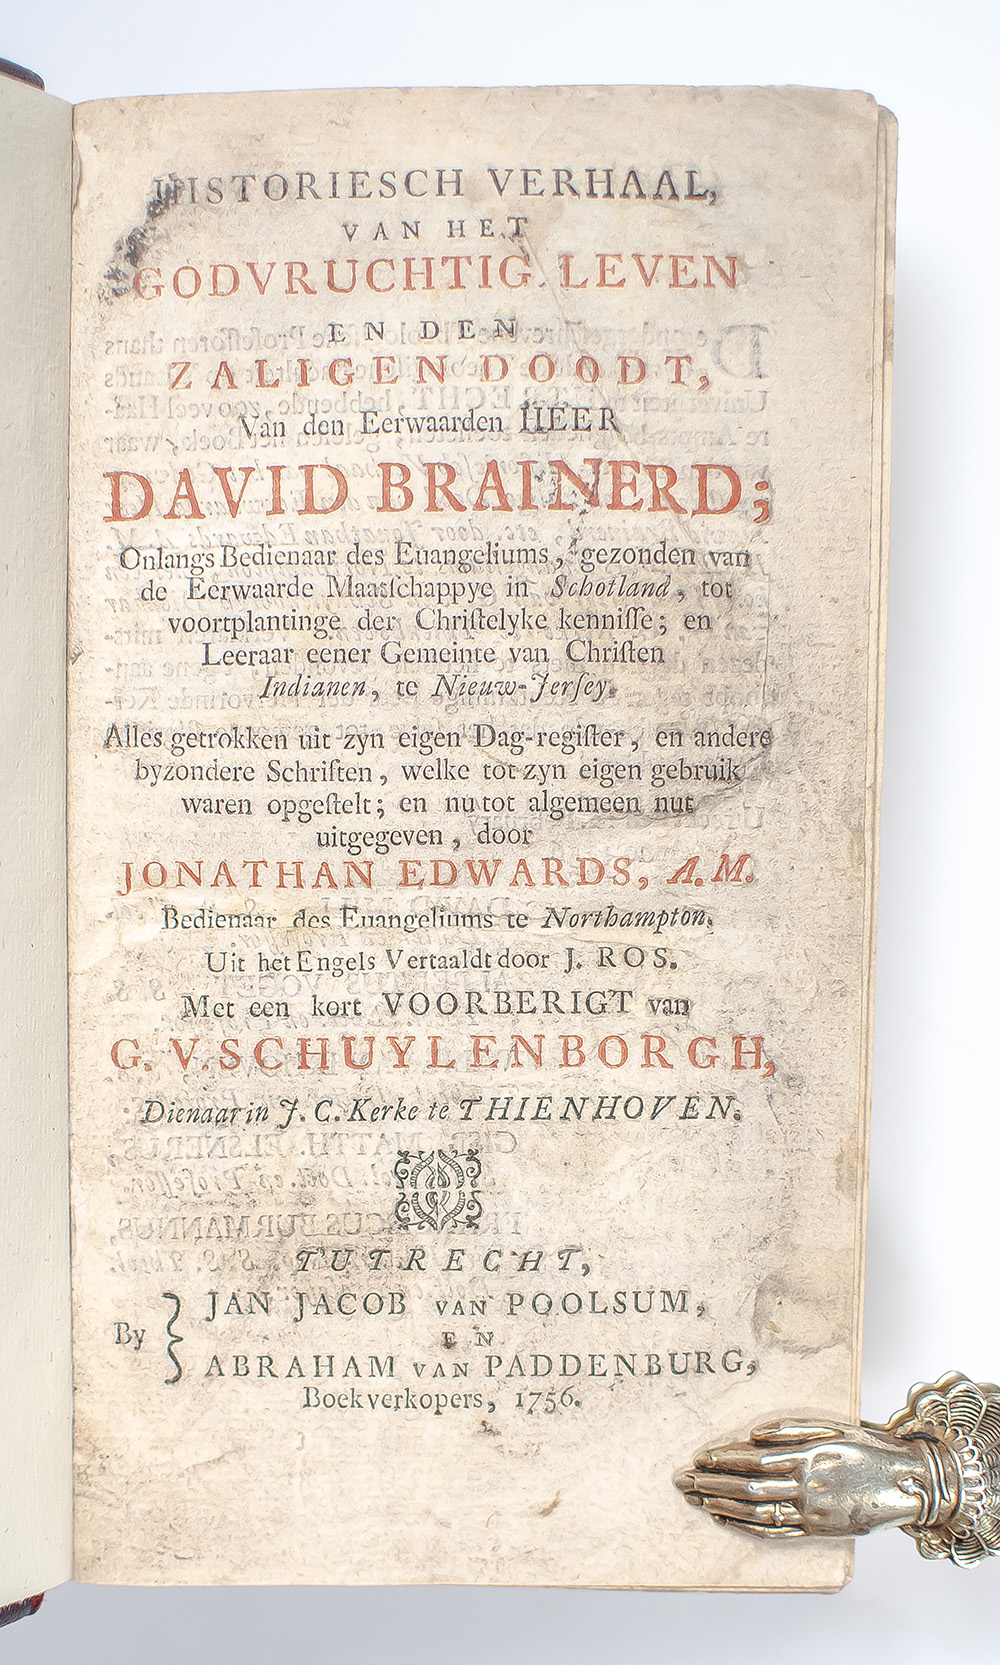 HISTORIESCH VERHAAL,
VAN HET
GODVRUCHTIG LEVEN
EN DEN
ZALIGEN DOODT,
Van den Eerwaarden HEER
DAVID BRAINERD;
Onlangs Bedienaar des Euangeliums, gezonden van
de Eerwaarde Maatſchappye in Schotland, tot
voortplantinge der Chriſtelyke kenniſſe; en
Leeraar eener Gemeinte van Chriſten
Indianen, te Nieuw-Jerſey.
Alles getrokken uit zyn eigen Dag-regiſter, en andere
byzondere Schriften, welke tot zyn eigen gebruik
waren opgeſtelt; en nu tot algemeen nut
uitgegeven, door
JONATHAN EDWARDS, A. M.
Bedienaar des Euangeliums te Northampton.
Uit het Engels Vertaaldt door J. ROS.
Met een kort VOORBERIGT van
G. V. SCHUYLENBORGH,
Dienaar in J. C. Kerke te THIENHOVEN.
T'UTRECHT,
JAN JACOB VAN POOLSUM,
By } EN
ABRAHAM VAN PADDENBURG,
Boekverkopers, 1756.